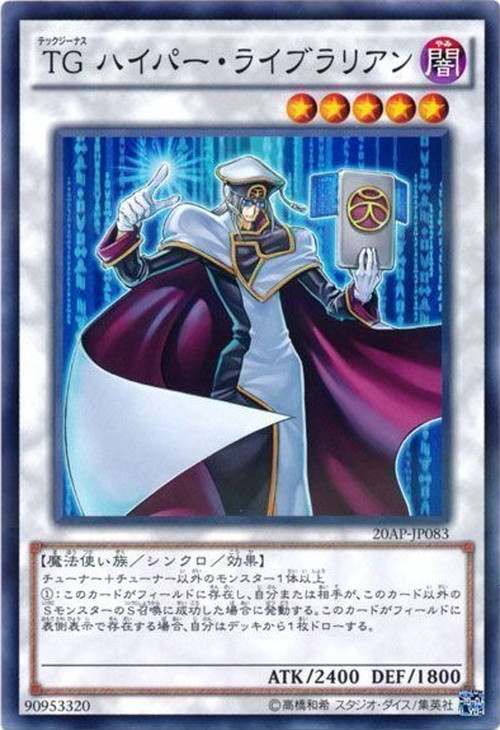 テックジーナス
TG ハイパー・ライブラリアン
やみ
闇
20AP-JP083
【魔法使い族／シンクロ／効果】
チューナー＋チューナー以外のモンスター1体以上
①：このカードがフィールドに存在し、自分または相手が、このカード以外の
SモンスターのS召喚に成功した場合に発動する。このカードがフィールドに
表側表示で存在する場合、自分はデッキから1枚ドローする。
ATK/2400 DEF/1800
90953320
©高橋和希 スタジオ・ダイス/集英社